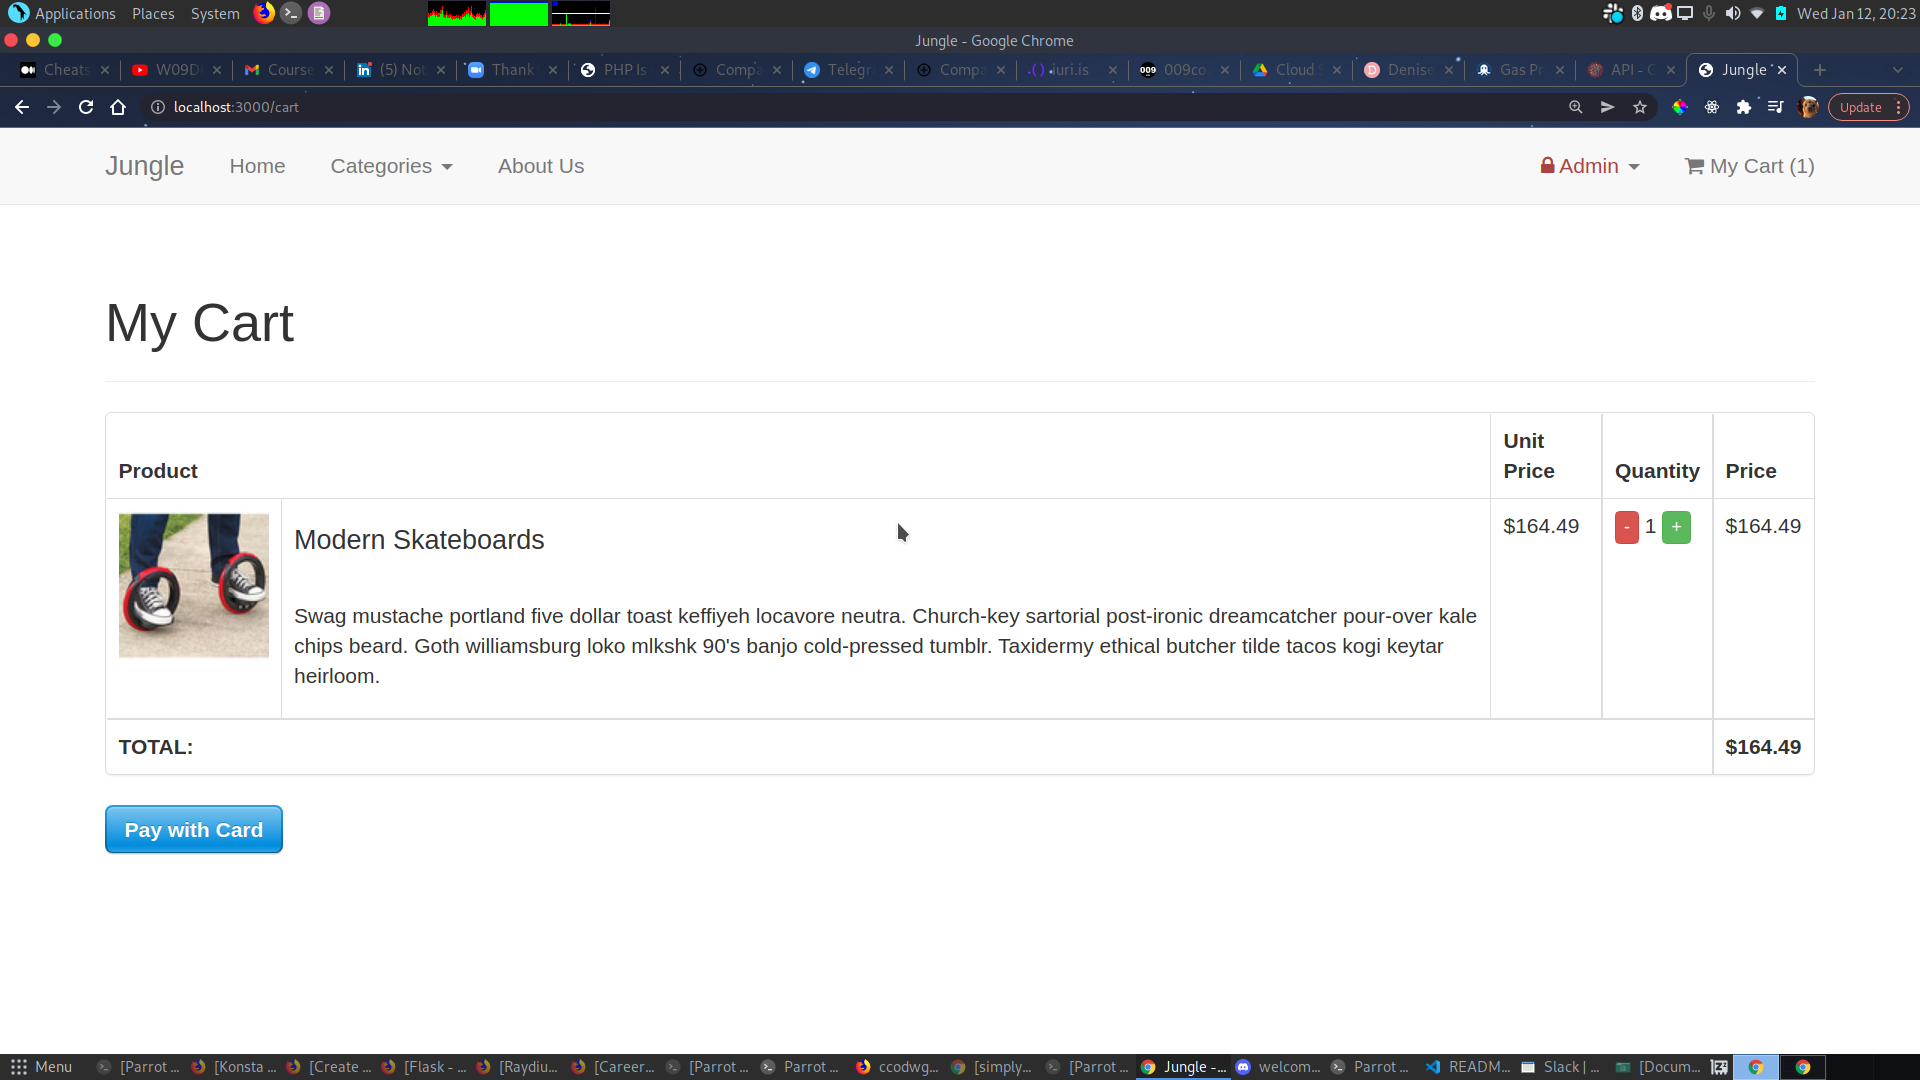 Applications Places System
Wed Jan 12, 20:23
Jungle - Google Chrome
Cheats W09D Course (5) Not Thank PHP Is Compa Telegr Compa iuri.is 009co Cloud S Denise Gas Pr API - C Jungle
localhost:3000/cart
Update
Jungle Home Categories About Us Admin My Cart (1)
My Cart
Product Unit Price Quantity Price
Modern Skateboards
$164.49 - 1 + $164.49
Swag mustache portland five dollar toast keffiyeh locavore neutra. Church-key sartorial post-ironic dreamcatcher pour-over kale
chips beard. Goth williamsburg loko mlkshk 90's banjo cold-pressed tumblr. Taxidermy ethical butcher tilde tacos kogi keytar
heirloom.
TOTAL: $164.49
Pay with Card
Menu [Parrot ... [Konsta ... [Create ... [Flask - ... [Raydiu... [Career... [Parrot ... Parrot ... ccodwg... [simply... [Parrot ... Jungle -... welcom... Parrot ... READM... Slack | ... [Docum...